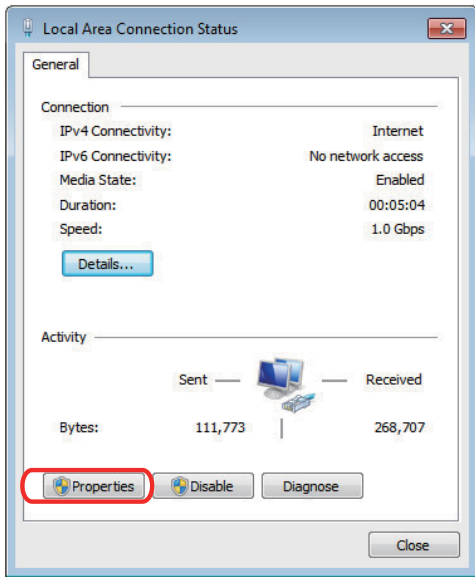 Local Area Connection Status
General
Connection
IPv4 Connectivity: Internet
IPv6 Connectivity: No network access
Media State: Enabled
Duration: 00:05:04
Speed: 1.0 Gbps
Details...
Activity
Sent Received
Bytes: 111,773 268,707
Properties Disable Diagnose
Close